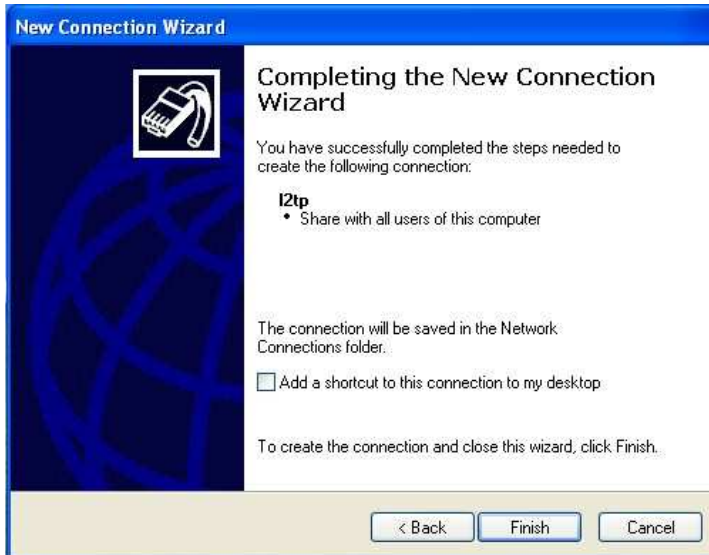 New Connection Wizard
Completing the New Connection
Wizard
You have successfully completed the steps needed to
create the following connection:
l2tp
• Share with all users of this computer
The connection will be saved in the Network
Connections folder.
Add a shortcut to this connection to my desktop
To create the connection and close this wizard, click Finish.
< Back Finish Cancel